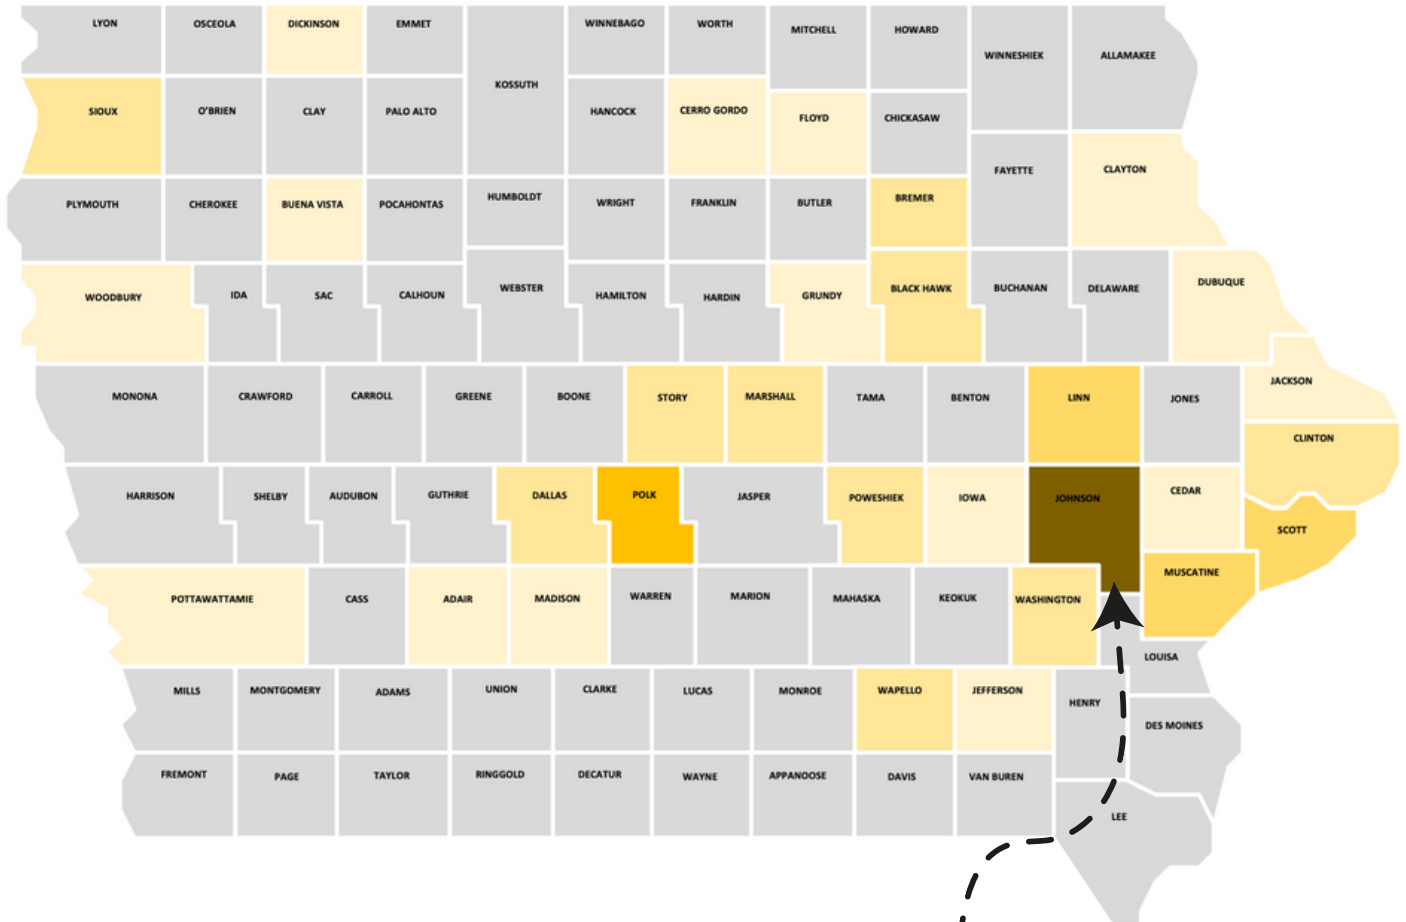 LYON
OSCEOLA
DICKINSON
EMMET
KOSSUTH
WINNEBAGO
WORTH
MITCHELL
HOWARD
WINNESHIEK
ALLAMAKEE
SIOUX
O'BRIEN
CLAY
PALO ALTO
HANCOCK
CERRO GORDO
FLOYD
CHICKASAW
FAYETTE
CLAYTON
PLYMOUTH
CHEROKEE
BUENA VISTA
POCAHONTAS
HUMBOLDT
WRIGHT
FRANKLIN
BUTLER
BREMER
WOODBURY
IDA
SAC
CALHOUN
WEBSTER
HAMILTON
HARDIN
GRUNDY
BLACK HAWK
BUCHANAN
DELAWARE
DUBUQUE
MONONA
CRAWFORD
CARROLL
GREENE
BOONE
STORY
MARSHALL
TAMA
BENTON
LINN
JONES
JACKSON
CLINTON
HARRISON
SHELBY
AUDUBON
GUTHRIE
DALLAS
POLK
JASPER
POWESHIEK
IOWA
JOHNSON
CEDAR
SCOTT
MUSCATINE
POTTAWATTAMIE
CASS
ADAIR
MADISON
WARREN
MARION
MAHASKA
KEOKUK
WASHINGTON
LOUISA
MILLS
MONTGOMERY
ADAMS
UNION
CLARKE
LUCAS
MONROE
WAPELLO
JEFFERSON
HENRY
DES MOINES
FREMONT
PAGE
TAYLOR
RINGGOLD
DECATUR
WAYNE
APPANOOSE
DAVIS
VAN BUREN
LEE